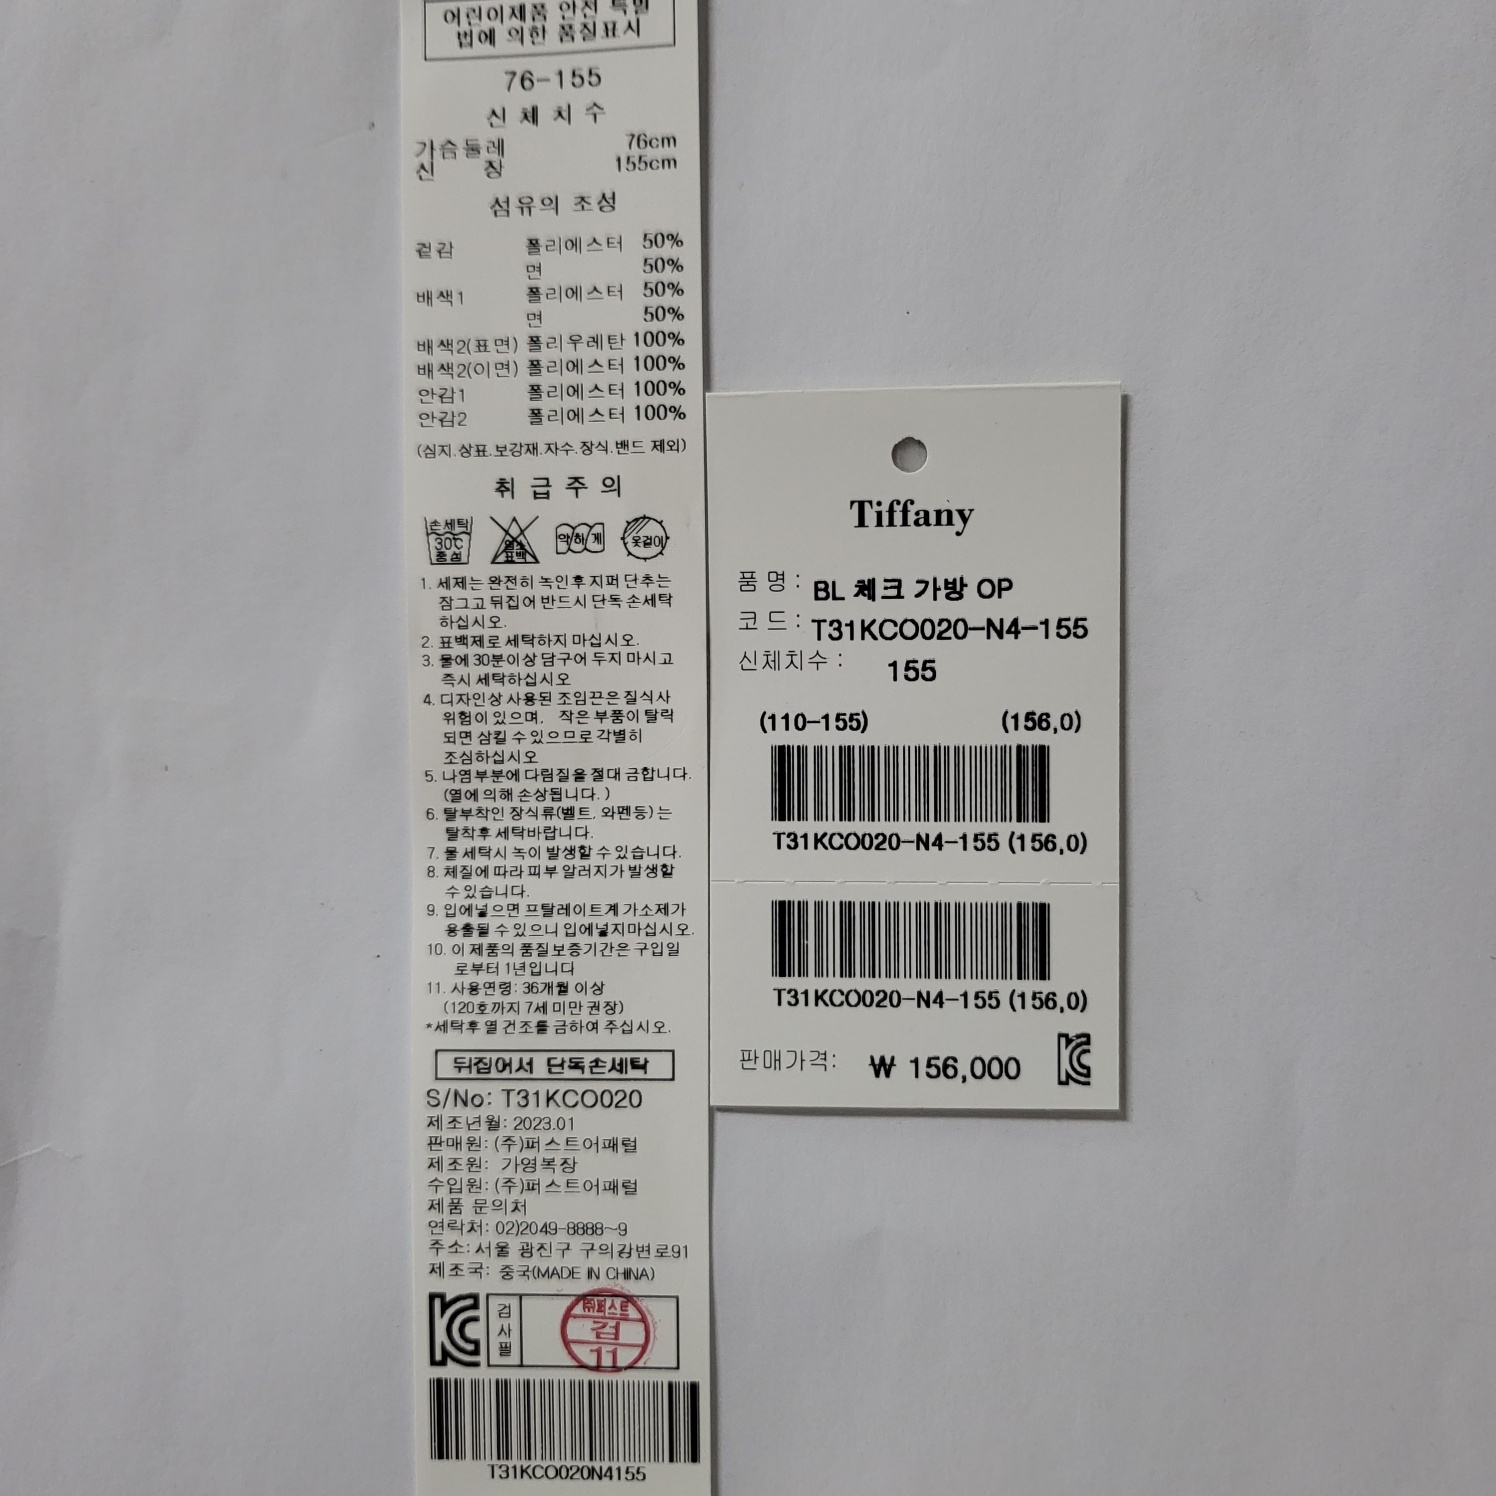 어린이제품 안전 특별
법에 의한 품질표시
76-155
신 체 치 수
가슴둘레 76cm
신 장 155cm
섬유의 조성
겉감 폴리에스터 50%
면 50%
배색1 폴리에스터 50%
면 50%
배색2(표면) 폴리우레탄 100%
배색2(이면) 폴리에스터 100%
안감1 폴리에스터 100%
안감2 폴리에스터 100%
(심지.상표.보강재.자수.장식.밴드 제외)
취 급 주 의
손세탁
30℃
중성
염소
표백
약하게
옷걸이
1. 세제는 완전히 녹인후 지퍼 단추는
잠그고 뒤집어 반드시 단독 손세탁
하십시오.
2. 표백제로 세탁하지 마십시오.
3. 물에 30분이상 담구어 두지 마시고
즉시 세탁하십시오
4. 디자인상 사용된 조임끈은 질식사
위험이 있으며, 작은 부품이 탈락
되면 삼킬 수 있으므로 각별히
조심하십시오
5. 나염부분에 다림질을 절대 금합니다.
(열에 의해 손상됩니다.)
6. 탈부착인 장식류(벨트, 와펜등)는
탈착후 세탁바랍니다.
7. 물 세탁시 녹이 발생할 수 있습니다.
8. 체질에 따라 피부 알러지가 발생할
수 있습니다.
9. 입에넣으면 프탈레이트계 가소제가
용출될 수 있으니 입에넣지마십시오.
10. 이 제품의 품질보증기간은 구입일
로부터 1년입니다
11. 사용연령: 36개월 이상
(120호까지 7세 미만 권장)
*세탁후 열 건조를 금하여 주십시오.
뒤집어서 단독손세탁
S/No: T31KCO020
제조년월: 2023.01
판매원: (주)퍼스트어패럴
제조원: 가영복장
수입원: (주)퍼스트어패럴
제품 문의처
연락처: 02)2049-8888~9
주소: 서울 광진구 구의강변로91
제조국: 중국(MADE IN CHINA)
KC
검사필
㈜퍼스트
검
11
T31KCO020N4155
Tiffany
품 명 : BL 체크 가방 OP
코 드 : T31KCO020-N4-155
신체치수 : 155
(110-155) (156,0)
T31KCO020-N4-155 (156,0)
T31KCO020-N4-155 (156,0)
판매가격: ₩ 156,000
KC